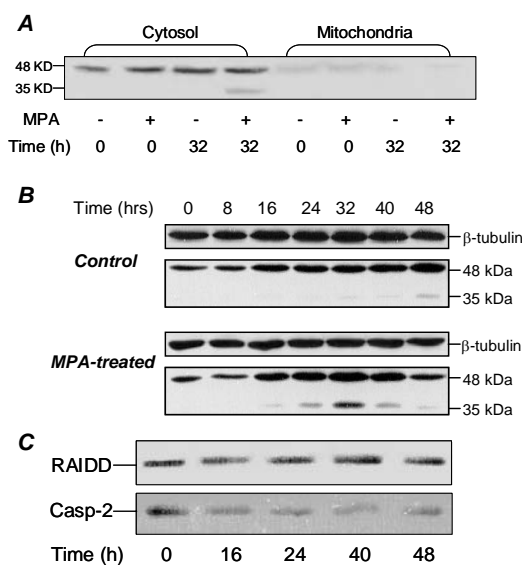 A
Cytosol Mitochondria
48 KD
35 KD
MPA - + - + - + - +
Time (h) 0 0 32 32 0 0 32 32
B
Time (hrs) 0 8 16 24 32 40 48
β-tubulin
Control
48 kDa
35 kDa
β-tubulin
MPA-treated
48 kDa
35 kDa
C
RAIDD
Casp-2
Time (h) 0 16 24 40 48